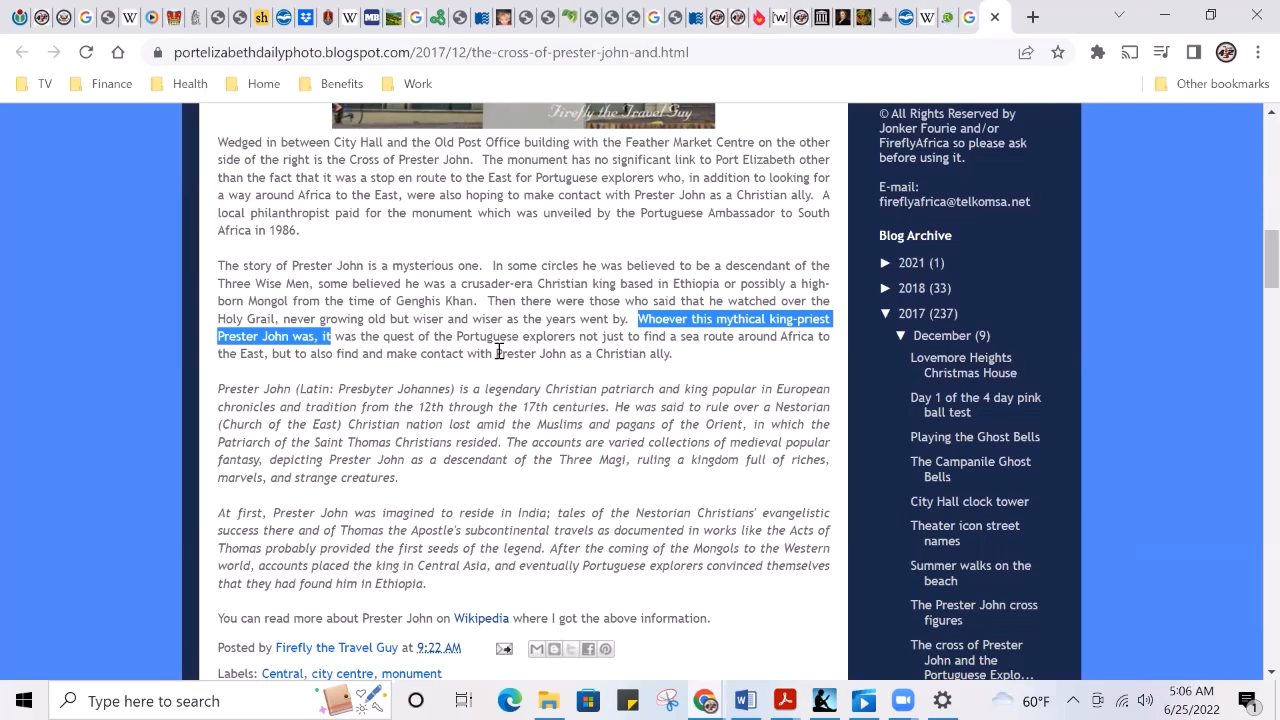 portelizabethdailyphoto.blogspot.com/2017/12/the-cross-of-prester-john-and.html
TV
Finance
Health
Home
Benefits
Work
Other bookmarks
Firefly the Travel Guy
Wedged in between City Hall and the Old Post Office building with the Feather Market Centre on the other
side of the right is the Cross of Prester John. The monument has no significant link to Port Elizabeth other
than the fact that it was a stop en route to the East for Portuguese explorers who, in addition to looking for
a way around Africa to the East, were also hoping to make contact with Prester John as a Christian ally. A
local philanthropist paid for the monument which was unveiled by the Portuguese Ambassador to South
Africa in 1986.
The story of Prester John is a mysterious one. In some circles he was believed to be a descendant of the
Three Wise Men, some believed he was a crusader-era Christian king based in Ethiopia or possibly a high-
born Mongol from the time of Genghis Khan. Then there were those who said that he watched over the
Holy Grail, never growing old but wiser and wiser as the years went by. Whoever this mythical king-priest
Prester John was, it was the quest of the Portuguese explorers not just to find a sea route around Africa to
the East, but to also find and make contact with Prester John as a Christian ally.
Prester John (Latin: Presbyter Johannes) is a legendary Christian patriarch and king popular in European
chronicles and tradition from the 12th through the 17th centuries. He was said to rule over a Nestorian
(Church of the East) Christian nation lost amid the Muslims and pagans of the Orient, in which the
Patriarch of the Saint Thomas Christians resided. The accounts are varied collections of medieval popular
fantasy, depicting Prester John as a descendant of the Three Magi, ruling a kingdom full of riches,
marvels, and strange creatures.
At first, Prester John was imagined to reside in India; tales of the Nestorian Christians' evangelistic
success there and of Thomas the Apostle's subcontinental travels as documented in works like the Acts of
Thomas probably provided the first seeds of the legend. After the coming of the Mongols to the Western
world, accounts placed the king in Central Asia, and eventually Portuguese explorers convinced themselves
that they had found him in Ethiopia.
You can read more about Prester John on Wikipedia where I got the above information.
Posted by Firefly the Travel Guy at 9:22 AM
Labels: Central, city centre, monument
© All Rights Reserved by
Jonker Fourie and/or
FireflyAfrica so please ask
before using it.
E-mail:
fireflyafrica@telkomsa.net
Blog Archive
► 2021 (1)
► 2018 (33)
▼ 2017 (237)
▼ December (9)
Lovemore Heights
Christmas House
Day 1 of the 4 day pink
ball test
Playing the Ghost Bells
The Campanile Ghost
Bells
City Hall clock tower
Theater icon street
names
Summer walks on the
beach
The Prester John cross
figures
The cross of Prester
John and the
Portuguese Explo...
Type here to search
60°F
5:06 AM
6/25/2022